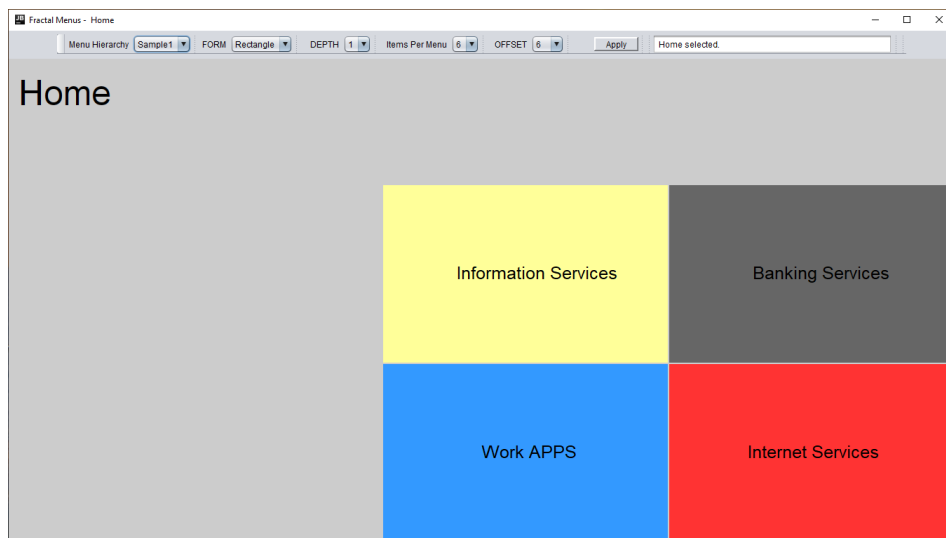 Fractal Menus - Home
Menu Hierarchy Sample1 FORM Rectangle DEPTH 1 Items Per Menu 6 OFFSET 6 Apply Home selected.
Home
Information Services Banking Services
Work APPS Internet Services